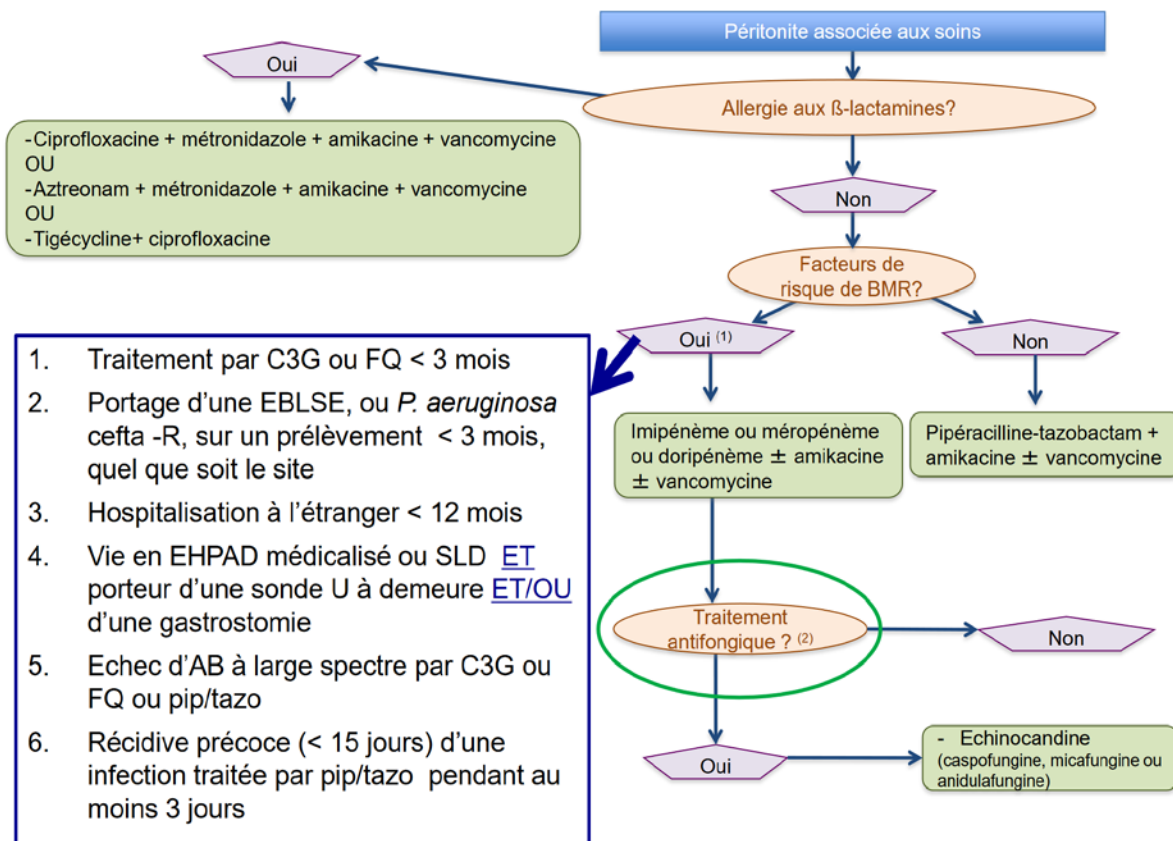 Péritonite associée aux soins
Oui
Allergie aux ß-lactamines?
-Ciprofloxacine + métronidazole + amikacine + vancomycine
OU
-Aztreonam + métronidazole + amikacine + vancomycine
OU
-Tigécycline+ ciprofloxacine
Non
Facteurs de
risque de BMR?
Oui (1)
Non
1. Traitement par C3G ou FQ < 3 mois
2. Portage d’une EBLSE, ou P. aeruginosa
cefta -R, sur un prélèvement < 3 mois,
quel que soit le site
3. Hospitalisation à l’étranger < 12 mois
4. Vie en EHPAD médicalisé ou SLD ET
porteur d’une sonde U à demeure ET/OU
d’une gastrostomie
5. Echec d’AB à large spectre par C3G ou
FQ ou pip/tazo
6. Récidive précoce (< 15 jours) d’une
infection traitée par pip/tazo pendant au
moins 3 jours
Imipénème ou méropénème
ou doripénème ± amikacine
± vancomycine
Pipéracilline-tazobactam +
amikacine ± vancomycine
Traitement
antifongique ? (2)
Non
Oui
- Echinocandine
(caspofungine, micafungine ou
anidulafungine)